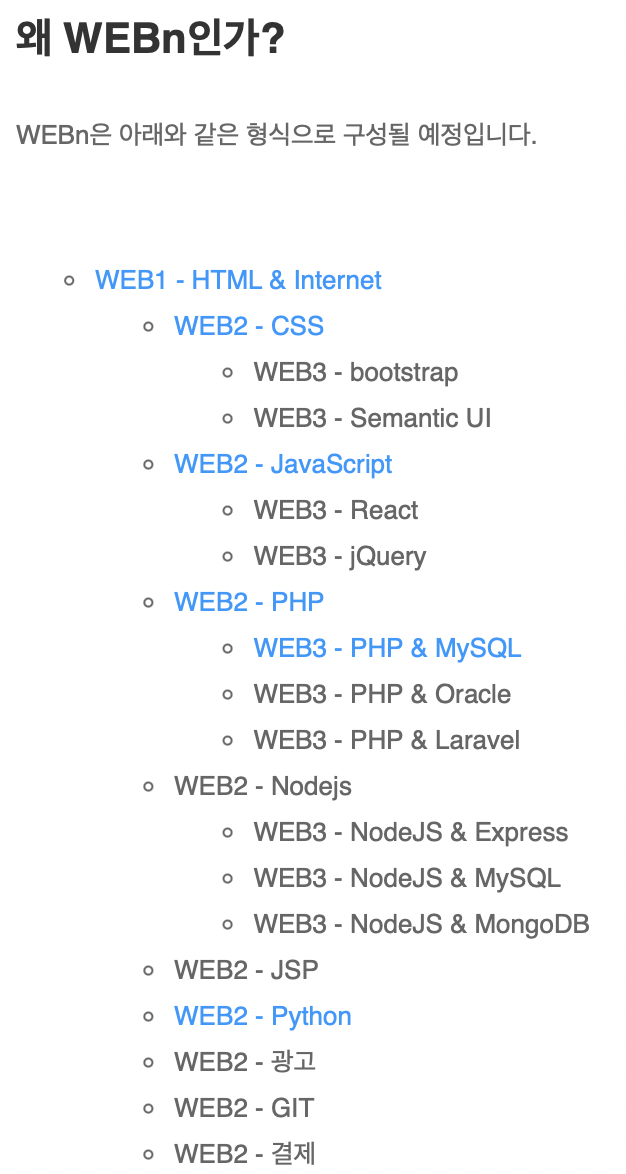 왜 WEBn인가?
WEBn은 아래와 같은 형식으로 구성될 예정입니다.
WEB1 - HTML & Internet
WEB2 - CSS
WEB3 - bootstrap
WEB3 - Semantic UI
WEB2 - JavaScript
WEB3 - React
WEB3 - jQuery
WEB2 - PHP
WEB3 - PHP & MySQL
WEB3 - PHP & Oracle
WEB3 - PHP & Laravel
WEB2 - Nodejs
WEB3 - NodeJS & Express
WEB3 - NodeJS & MySQL
WEB3 - NodeJS & MongoDB
WEB2 - JSP
WEB2 - Python
WEB2 - 광고
WEB2 - GIT
WEB2 - 결제